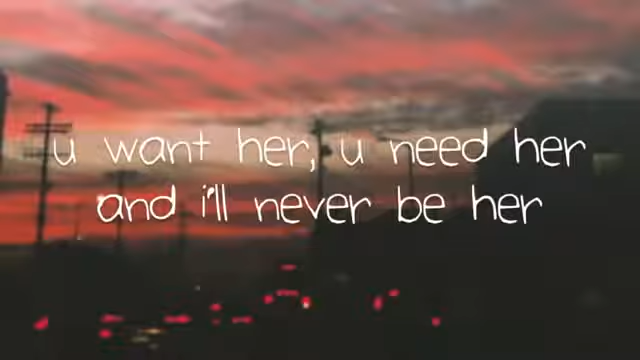 u want her, u need her
and i'll never be her